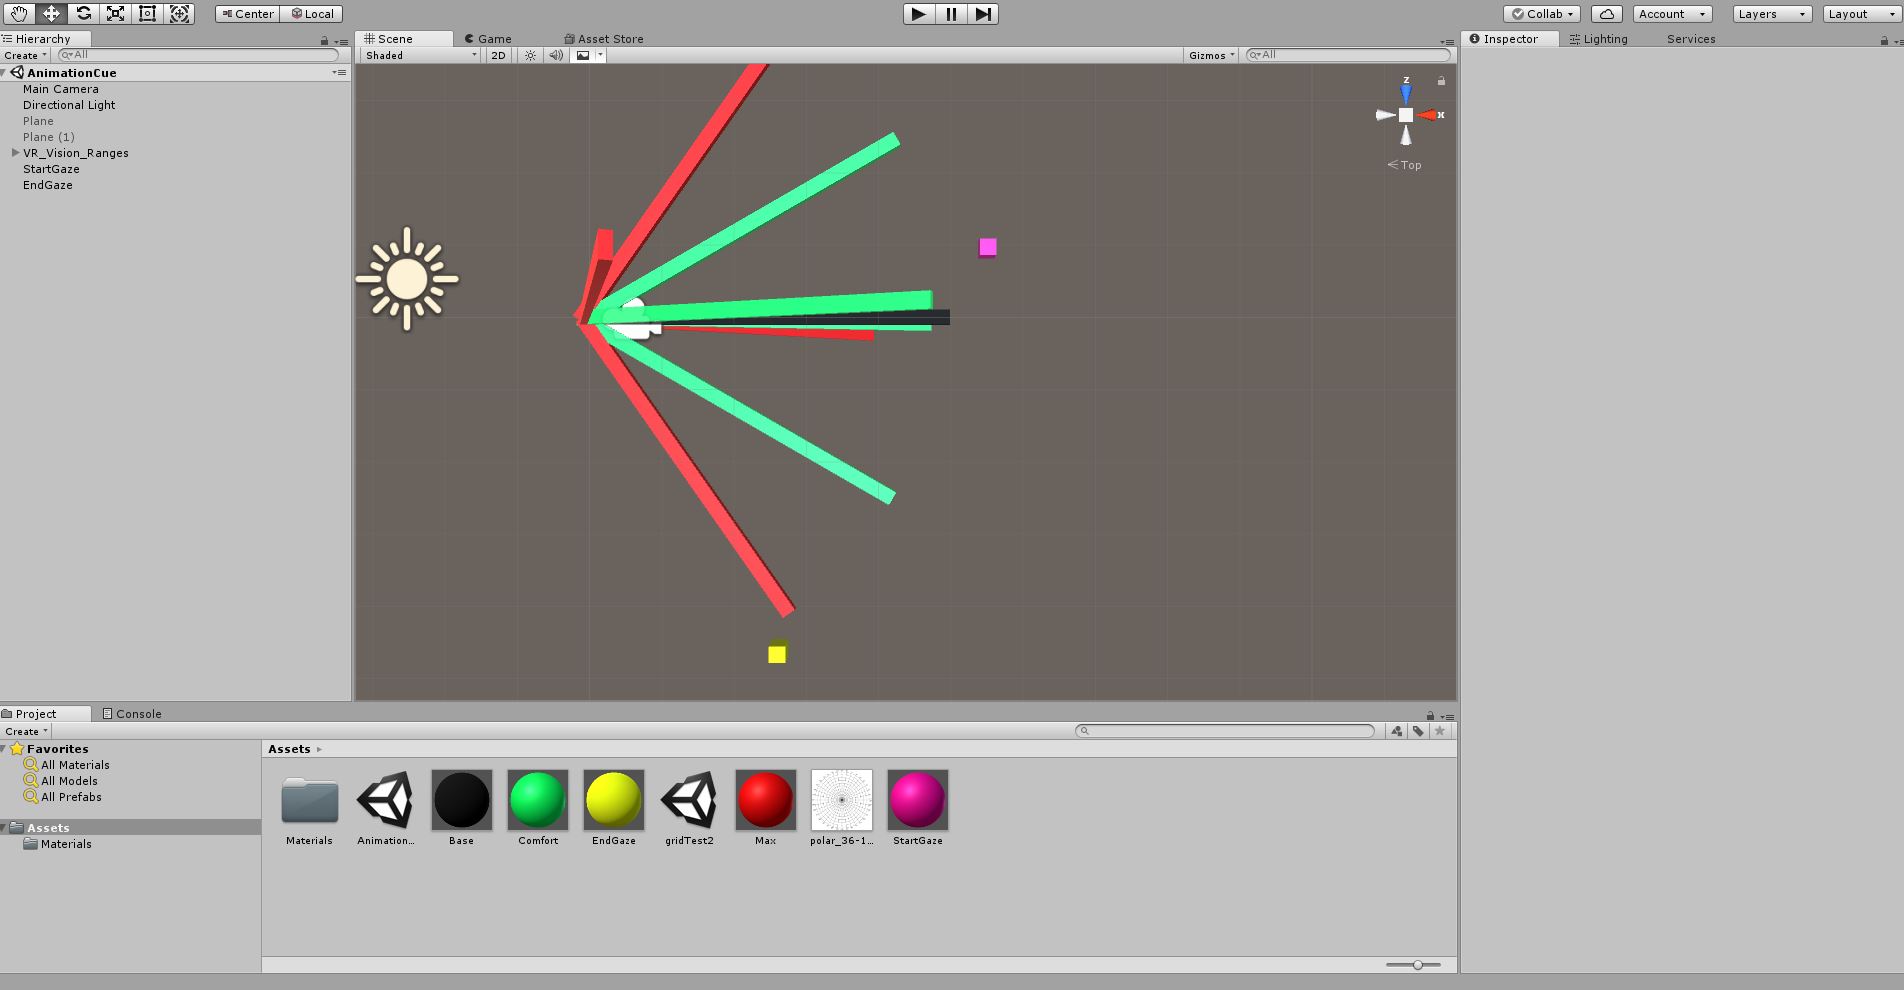 Center Local Collab Account Layers Layout
Hierarchy
Create All
AnimationCue
Main Camera
Directional Light
Plane
Plane (1)
VR_Vision_Ranges
StartGaze
EndGaze
Scene Game Asset Store
Shaded 2D Gizmos All
z
x
Top
Inspector Lighting Services
Project Console
Create
Favorites
All Materials
All Models
All Prefabs
Assets
Materials
Assets
Materials Animation... Base Comfort EndGaze gridTest2 Max polar_36-1... StartGaze